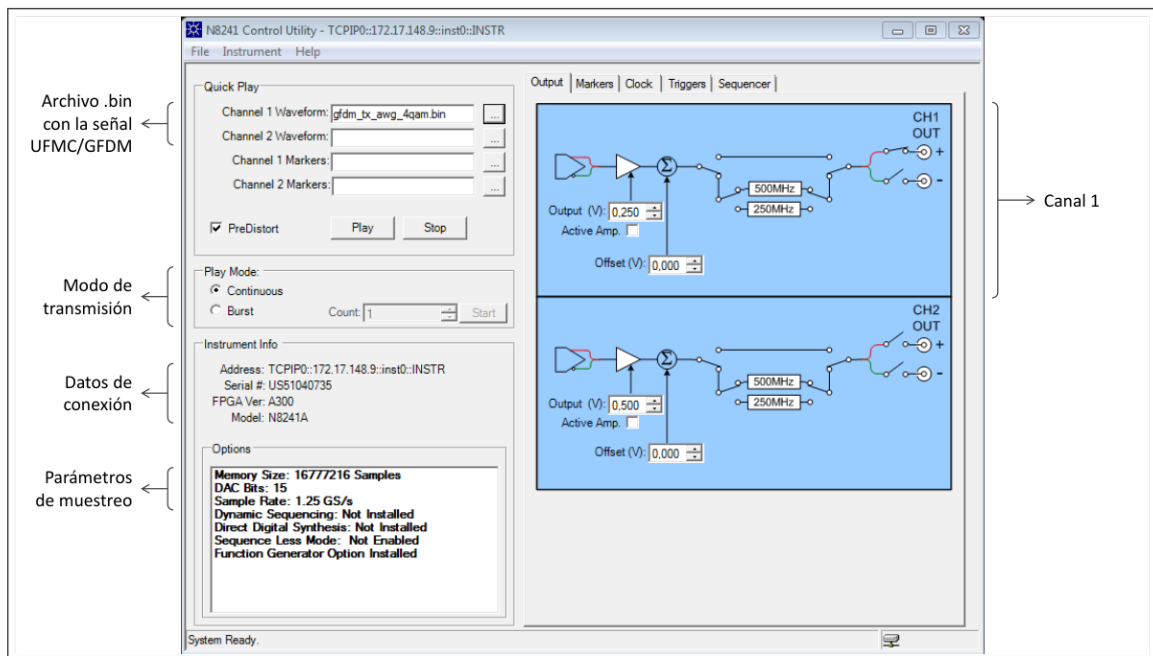 N8241 Control Utility - TCPIP0::172.17.148.9::inst0::INSTR
File Instrument Help
Archivo .bin
con la señal
UFMC/GFDM
Modo de
transmisión
Datos de
conexión
Parámetros
de muestreo
Quick Play
Channel 1 Waveform: gfdm_tx_awg_4qam.bin ...
Channel 2 Waveform: ...
Channel 1 Markers: ...
Channel 2 Markers: ...
PreDistort Play Stop
Play Mode:
Continuous
Burst Count: 1 Start
Instrument Info
Address: TCPIP0::172.17.148.9::inst0::INSTR
Serial #: US51040735
FPGA Ver: A300
Model: N8241A
Options
Memory Size: 16777216 Samples
DAC Bits: 15
Sample Rate: 1.25 GS/s
Dynamic Sequencing: Not Installed
Direct Digital Synthesis: Not Installed
Sequence Less Mode: Not Enabled
Function Generator Option Installed
Output Markers Clock Triggers Sequencer
CH1
OUT
+
-
Σ
500MHz
250MHz
Output (V): 0,250
Active Amp.
Offset (V): 0,000
CH2
OUT
+
-
Σ
500MHz
250MHz
Output (V): 0,500
Active Amp.
Offset (V): 0,000
Canal 1
System Ready.